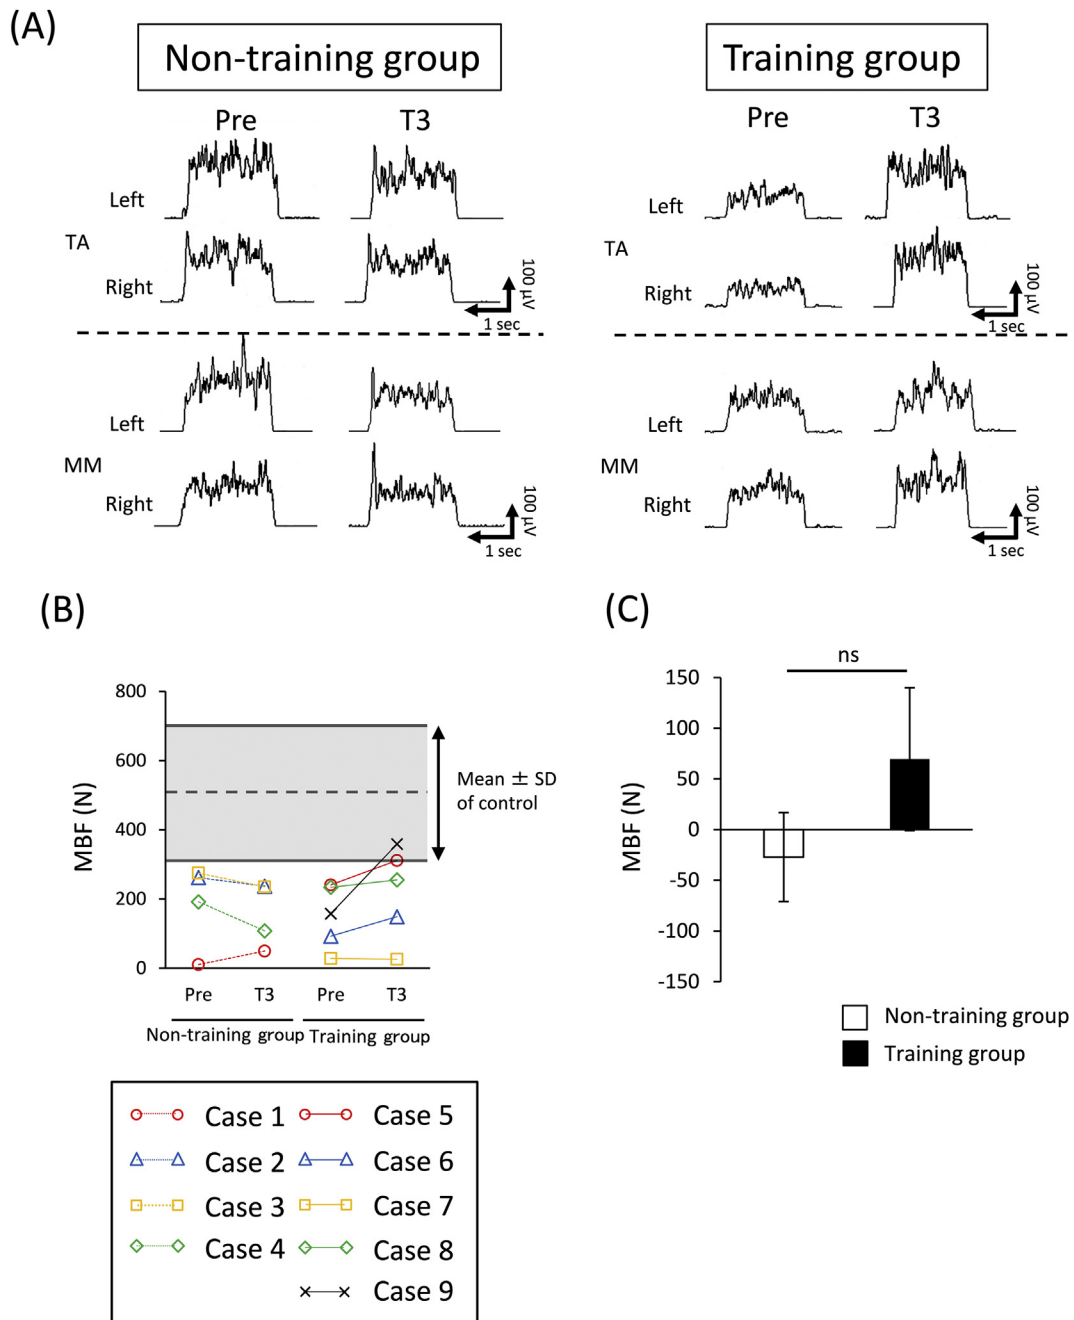 (A)
Non-training group
Training group
Pre
T3
Pre
T3
Left
TA
Right
100 µV
1 sec
Left
TA
Right
100 µV
1 sec
Left
MM
Right
100 µV
1 sec
Left
MM
Right
100 µV
1 sec
(B)
800
600
400
200
0
MBF (N)
Mean ± SD
of control
Pre
T3
Pre
T3
Non-training group
Training group
Case 1
Case 5
Case 2
Case 6
Case 3
Case 7
Case 4
Case 8
Case 9
(C)
ns
150
100
50
0
-50
-100
-150
MBF (N)
Non-training group
Training group